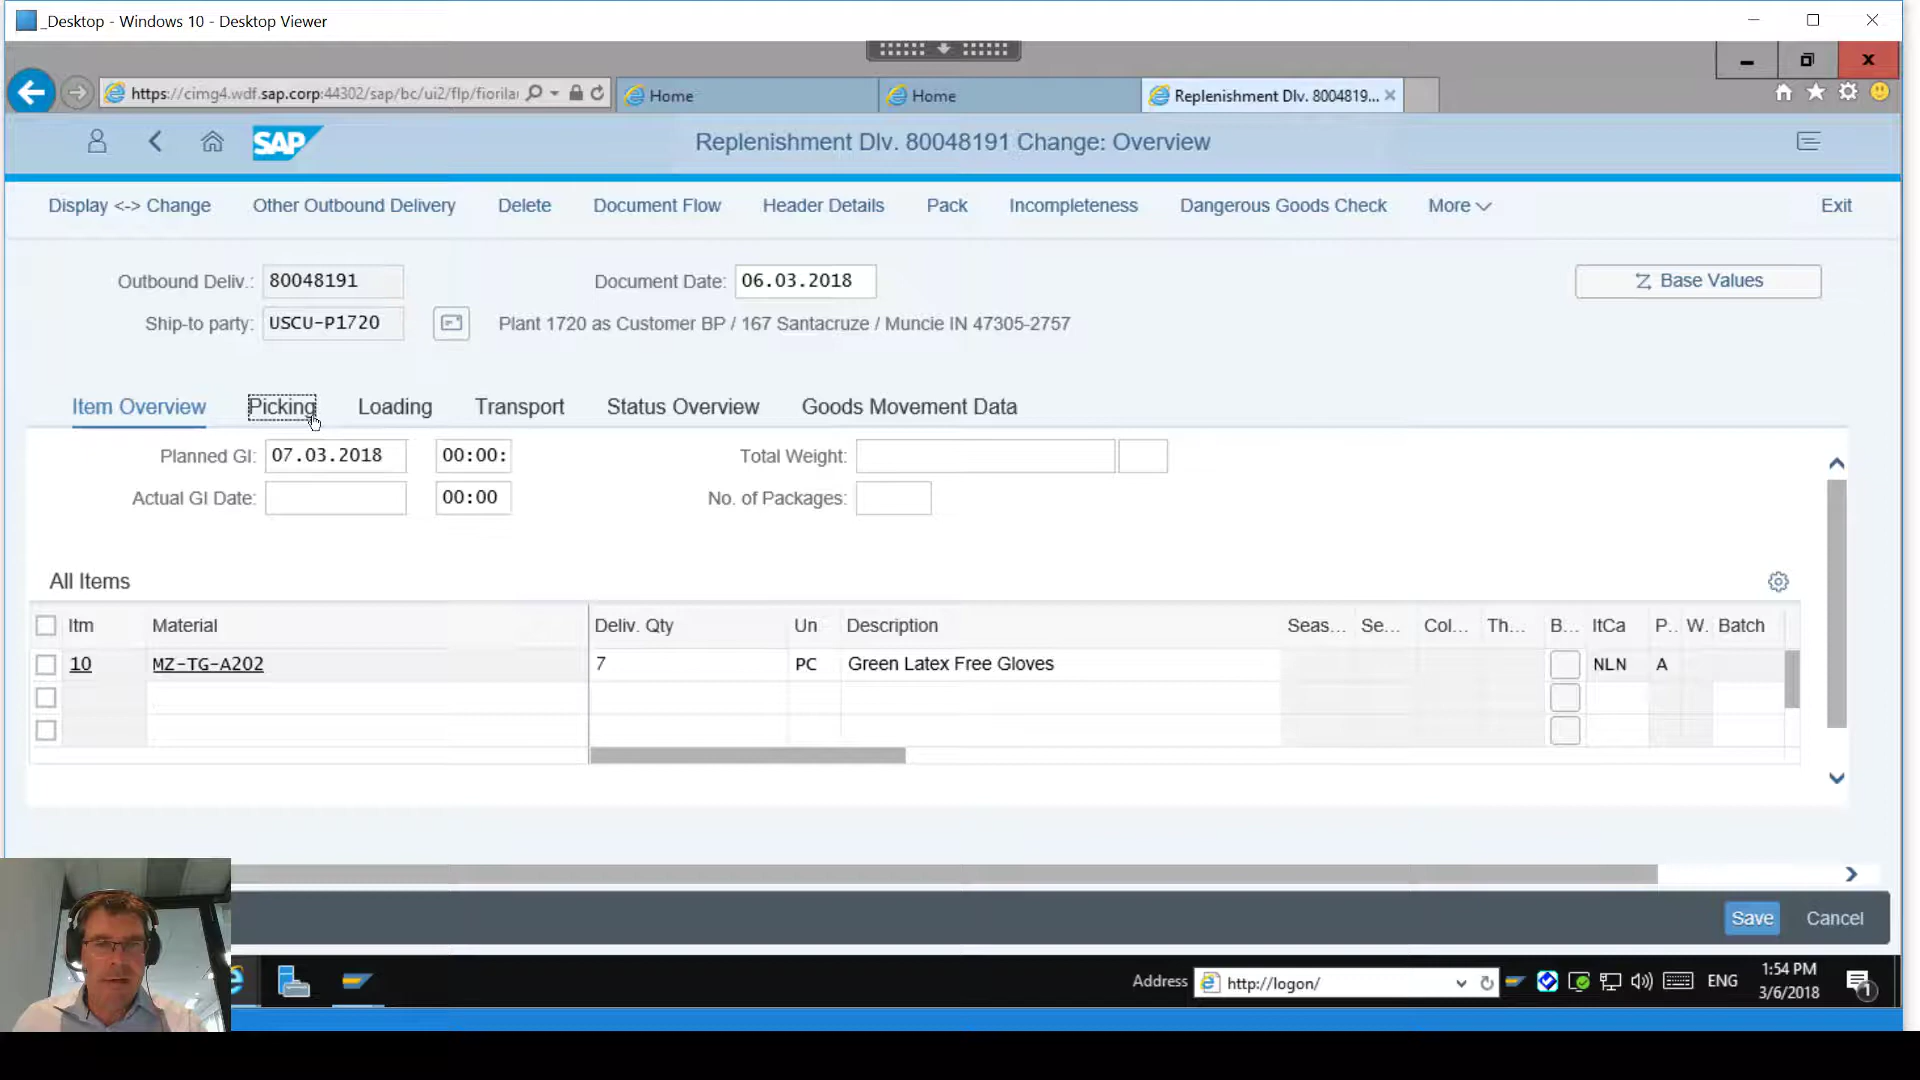 _Desktop - Windows 10 - Desktop Viewer
https://cimg4.wdf.sap.corp:44302/sap/bc/ui2/flp/fiorila
Home
Home
Replenishment Dlv. 8004819...
SAP
Replenishment Dlv. 80048191 Change: Overview
Display <-> Change
Other Outbound Delivery
Delete
Document Flow
Header Details
Pack
Incompleteness
Dangerous Goods Check
More
Exit
Outbound Deliv.: 80048191
Document Date: 06.03.2018
Base Values
Ship-to party: USCU-P1720
Plant 1720 as Customer BP / 167 Santacruze / Muncie IN 47305-2757
Item Overview
Picking
Loading
Transport
Status Overview
Goods Movement Data
Planned GI: 07.03.2018 00:00:
Total Weight:
Actual GI Date: 00:00
No. of Packages:
All Items
Itm Material Deliv. Qty Un Description Seas... Se... Col... Th... B... ItCa P.. W. Batch
10 MZ-TG-A202 7 PC Green Latex Free Gloves NLN A
Save
Cancel
Address http://logon/
ENG
1:54 PM
3/6/2018
1